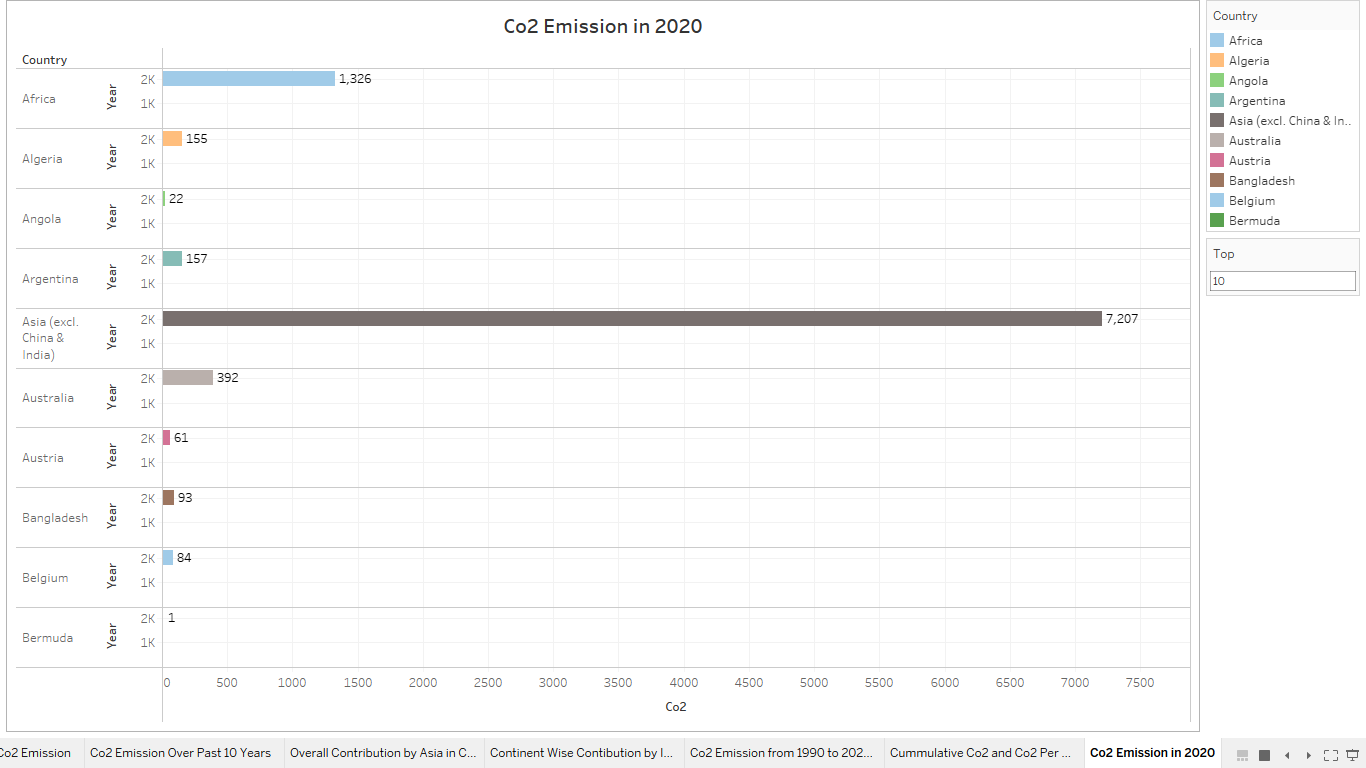 Co2 Emission in 2020
Country
Africa
Year
2K
1K
1,326
Algeria
Year
2K
1K
155
Angola
Year
2K
1K
22
Argentina
Year
2K
1K
157
Asia (excl.
China &
India)
Year
2K
1K
7,207
Australia
Year
2K
1K
392
Austria
Year
2K
1K
61
Bangladesh
Year
2K
1K
93
Belgium
Year
2K
1K
84
Bermuda
Year
2K
1K
1
0 500 1000 1500 2000 2500 3000 3500 4000 4500 5000 5500 6000 6500 7000 7500
Co2
Country
Africa
Algeria
Angola
Argentina
Asia (excl. China & In..
Australia
Austria
Bangladesh
Belgium
Bermuda
Top
10
Co2 Emission Co2 Emission Over Past 10 Years Overall Contribution by Asia in C... Continent Wise Contibution by I... Co2 Emission from 1990 to 202... Cummulative Co2 and Co2 Per ... Co2 Emission in 2020